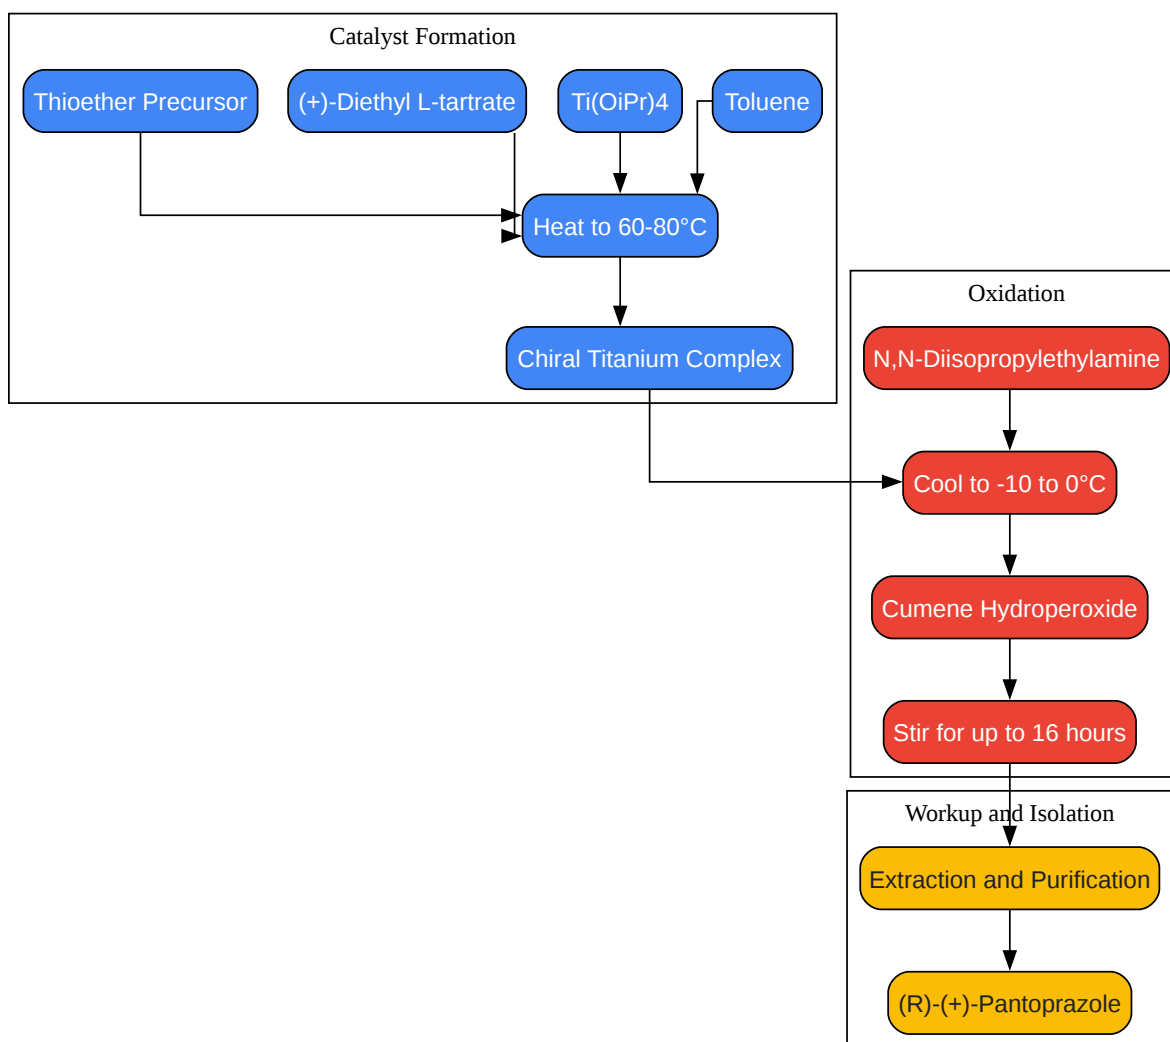 Catalyst Formation
Thioether Precursor
(+)-Diethyl L-tartrate
Ti(OiPr)4
Toluene
Heat to 60-80°C
Chiral Titanium Complex
Oxidation
N,N-Diisopropylethylamine
Cool to -10 to 0°C
Cumene Hydroperoxide
Stir for up to 16 hours
Workup and Isolation
Extraction and Purification
(R)-(+)-Pantoprazole